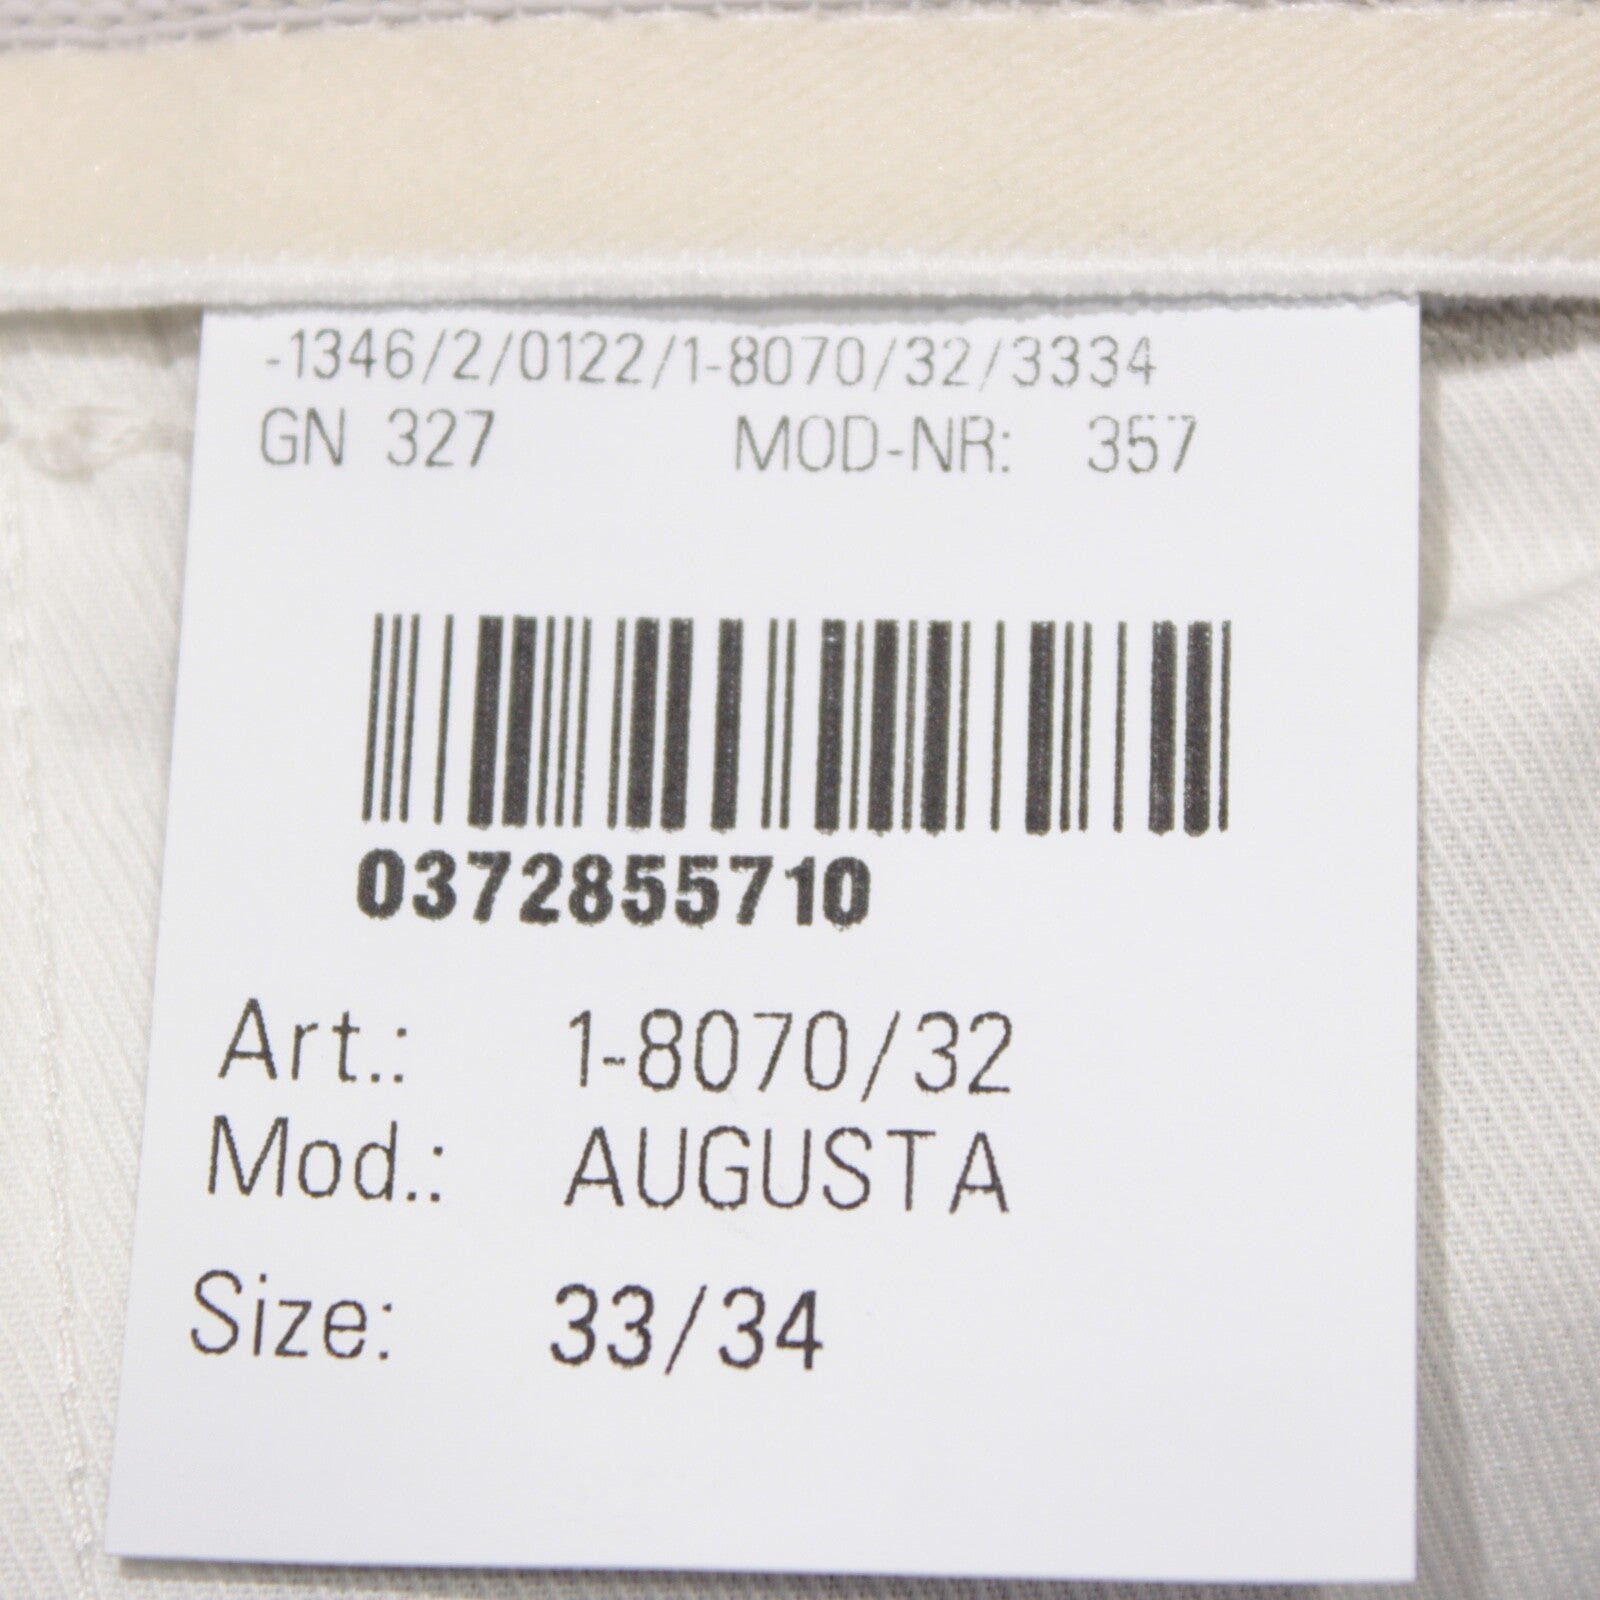 -1346/2/0122/1-8070/32/3334
GN 327 MOD-NR: 357
0372855710
Art.: 1-8070/32
Mod.: AUGUSTA
Size: 33/34